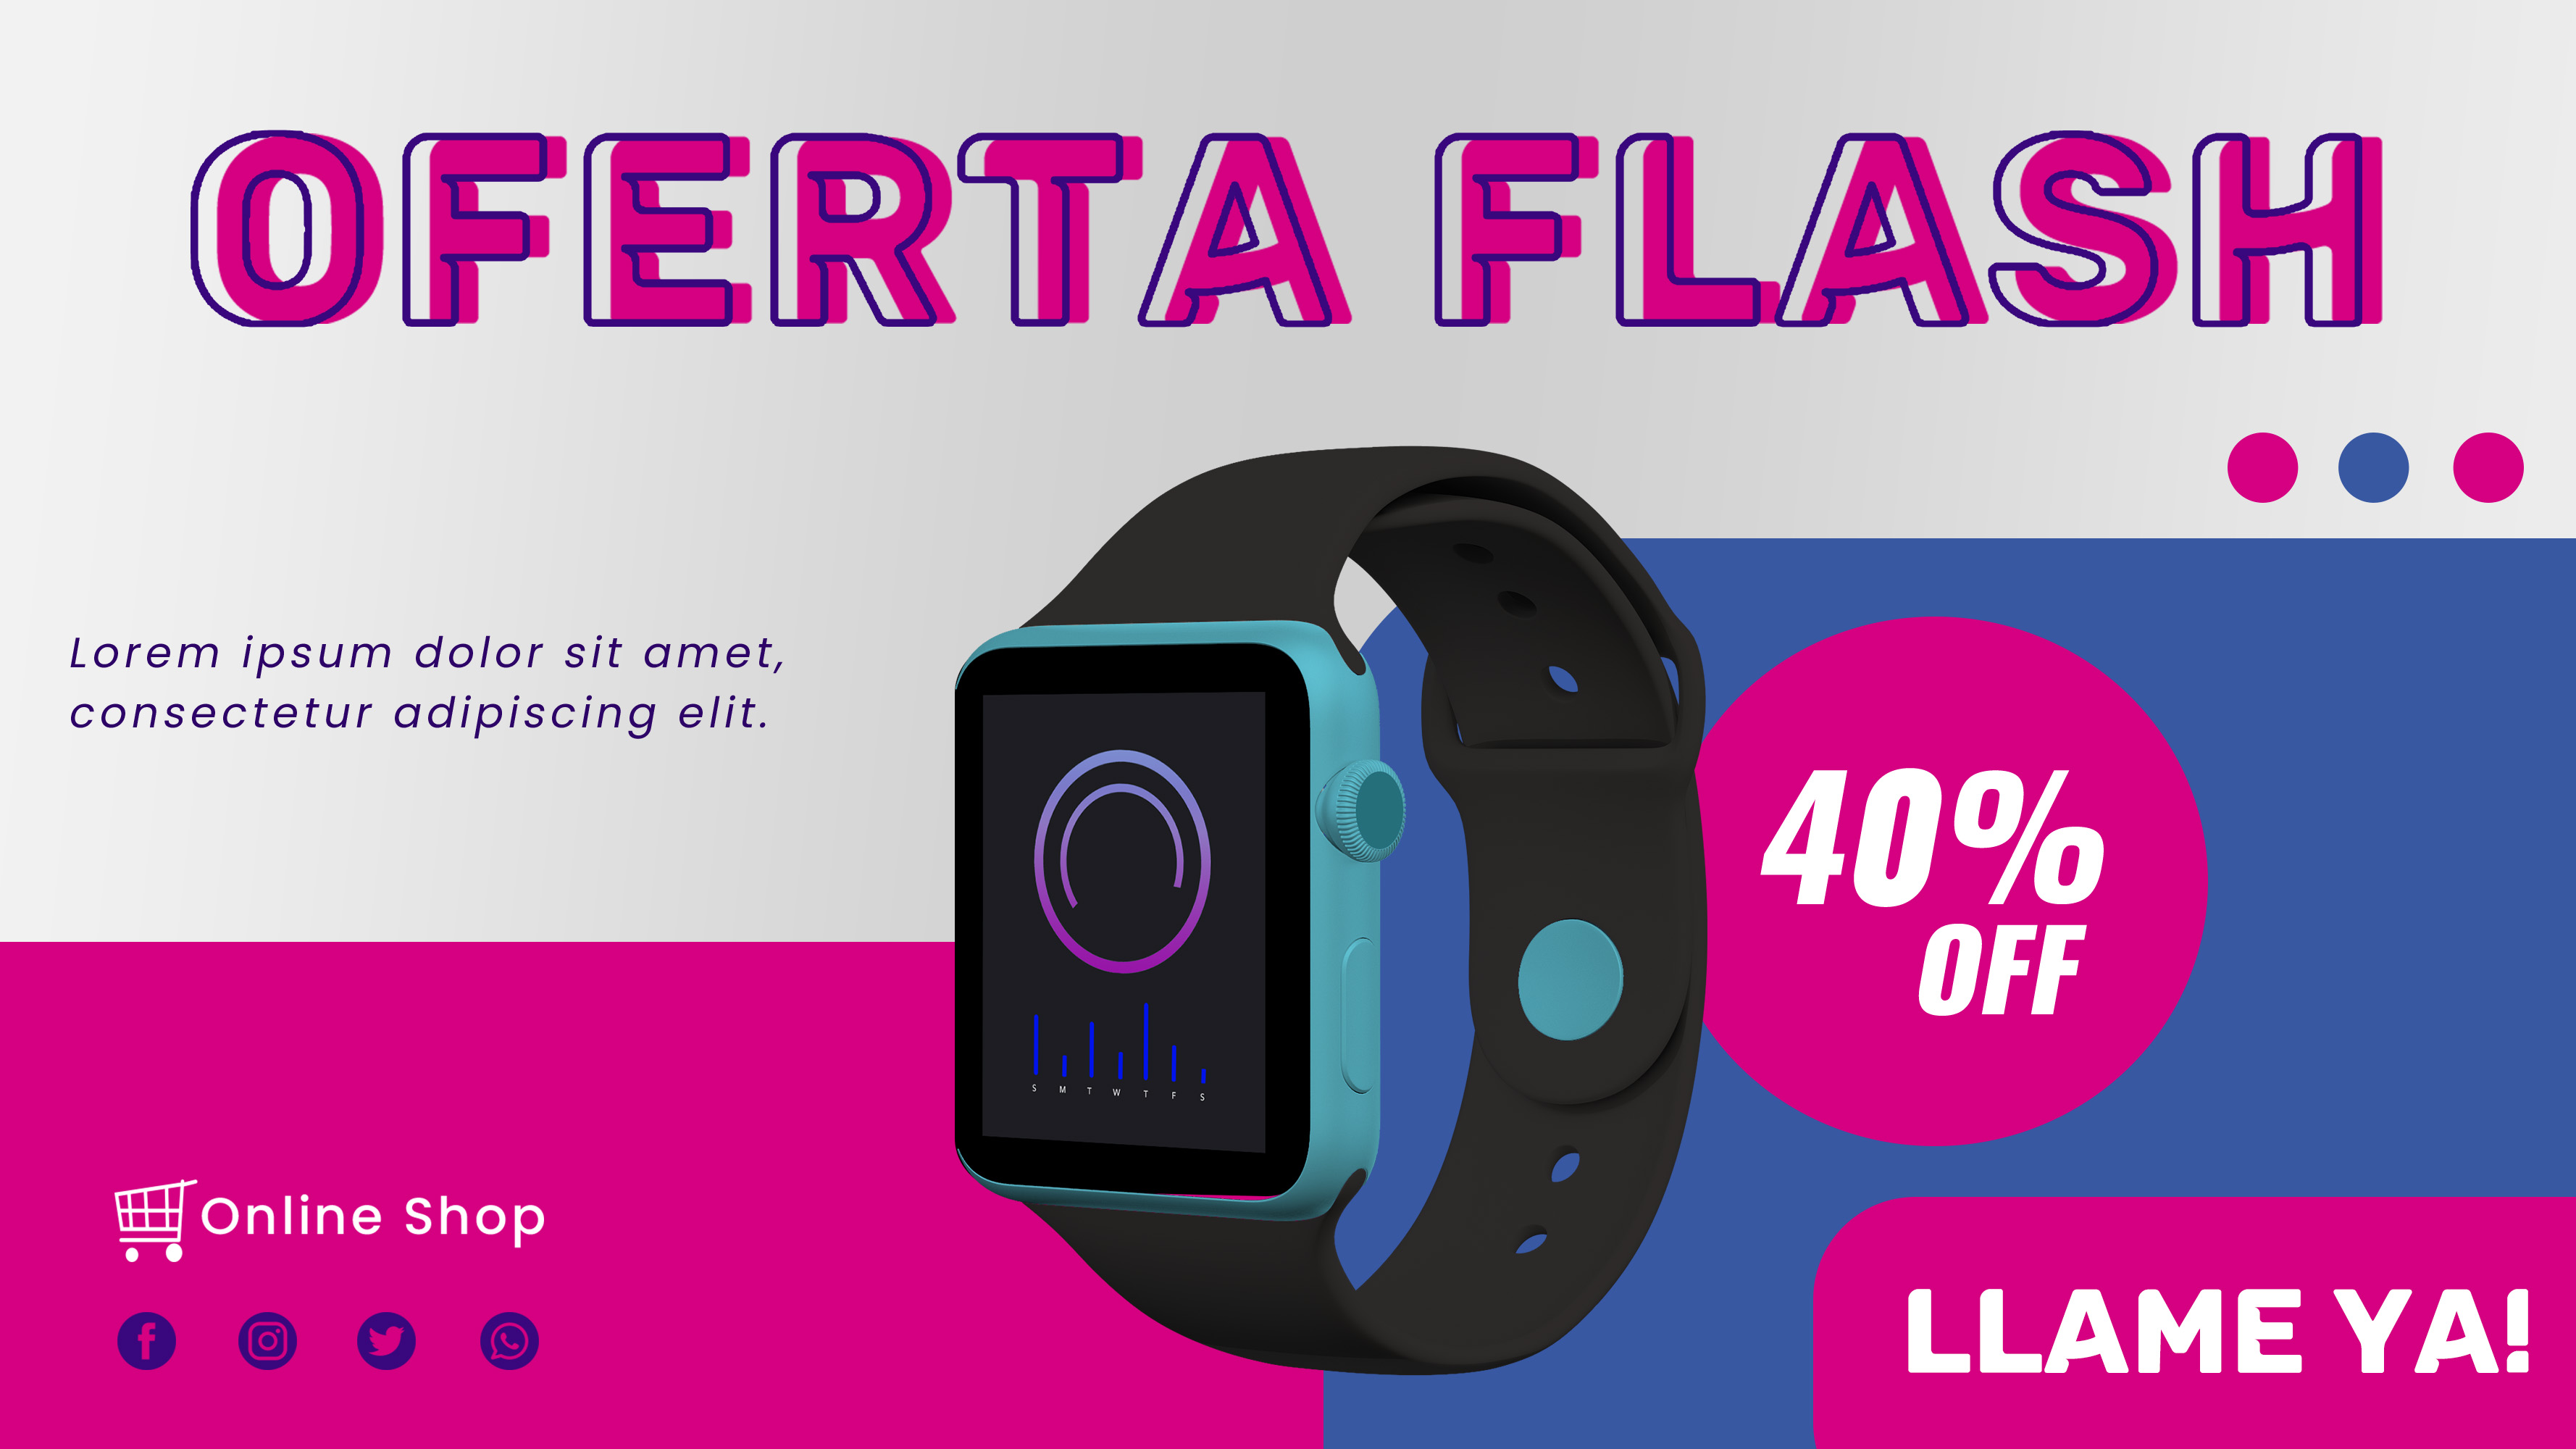 OFERTA FLASH
Lorem ipsum dolor sit amet,
consectetur adipiscing elit.
40%
OFF
S M T W T F S
Online Shop
LLAME YA!